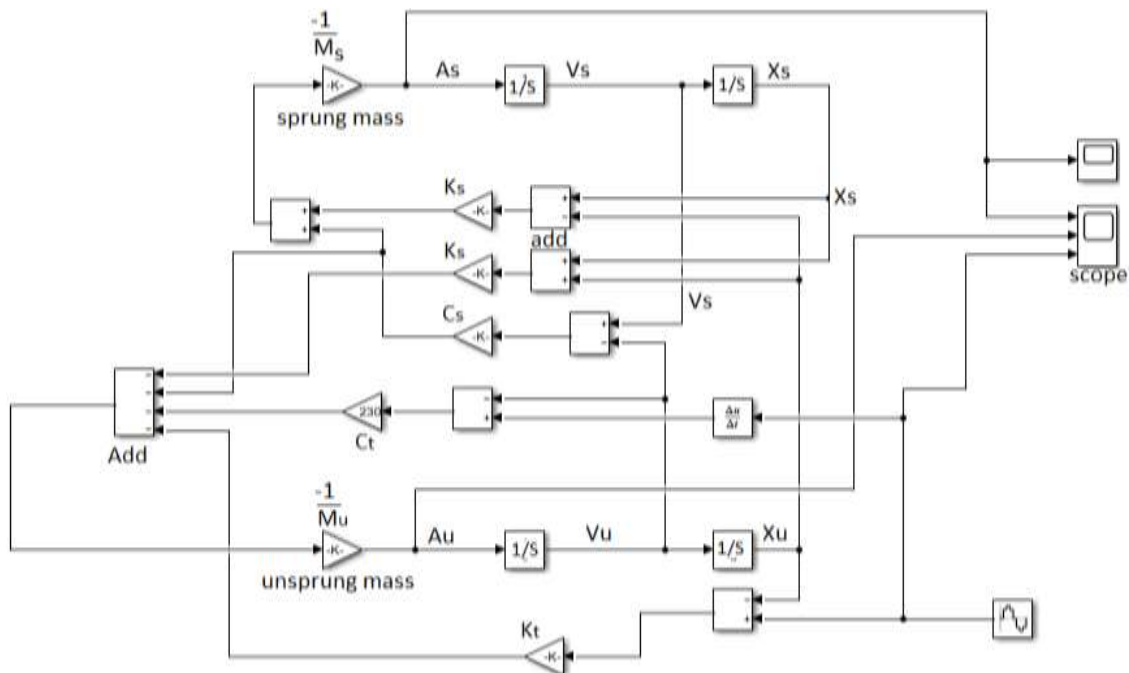 -1
Ms
-K-
sprung mass
As
1/S
Vs
1/S
Xs
Ks
-K-
+
-
add
Xs
+
+
Ks
-K-
+
+
scope
Vs
Cs
-K-
+
-
-
-
-
-
Add
230
Ct
-
+
Δu
Δt
-1
Mu
-K-
unsprung mass
Au
1/S
Vu
1/S
Xu
-
+
Kt
-K-